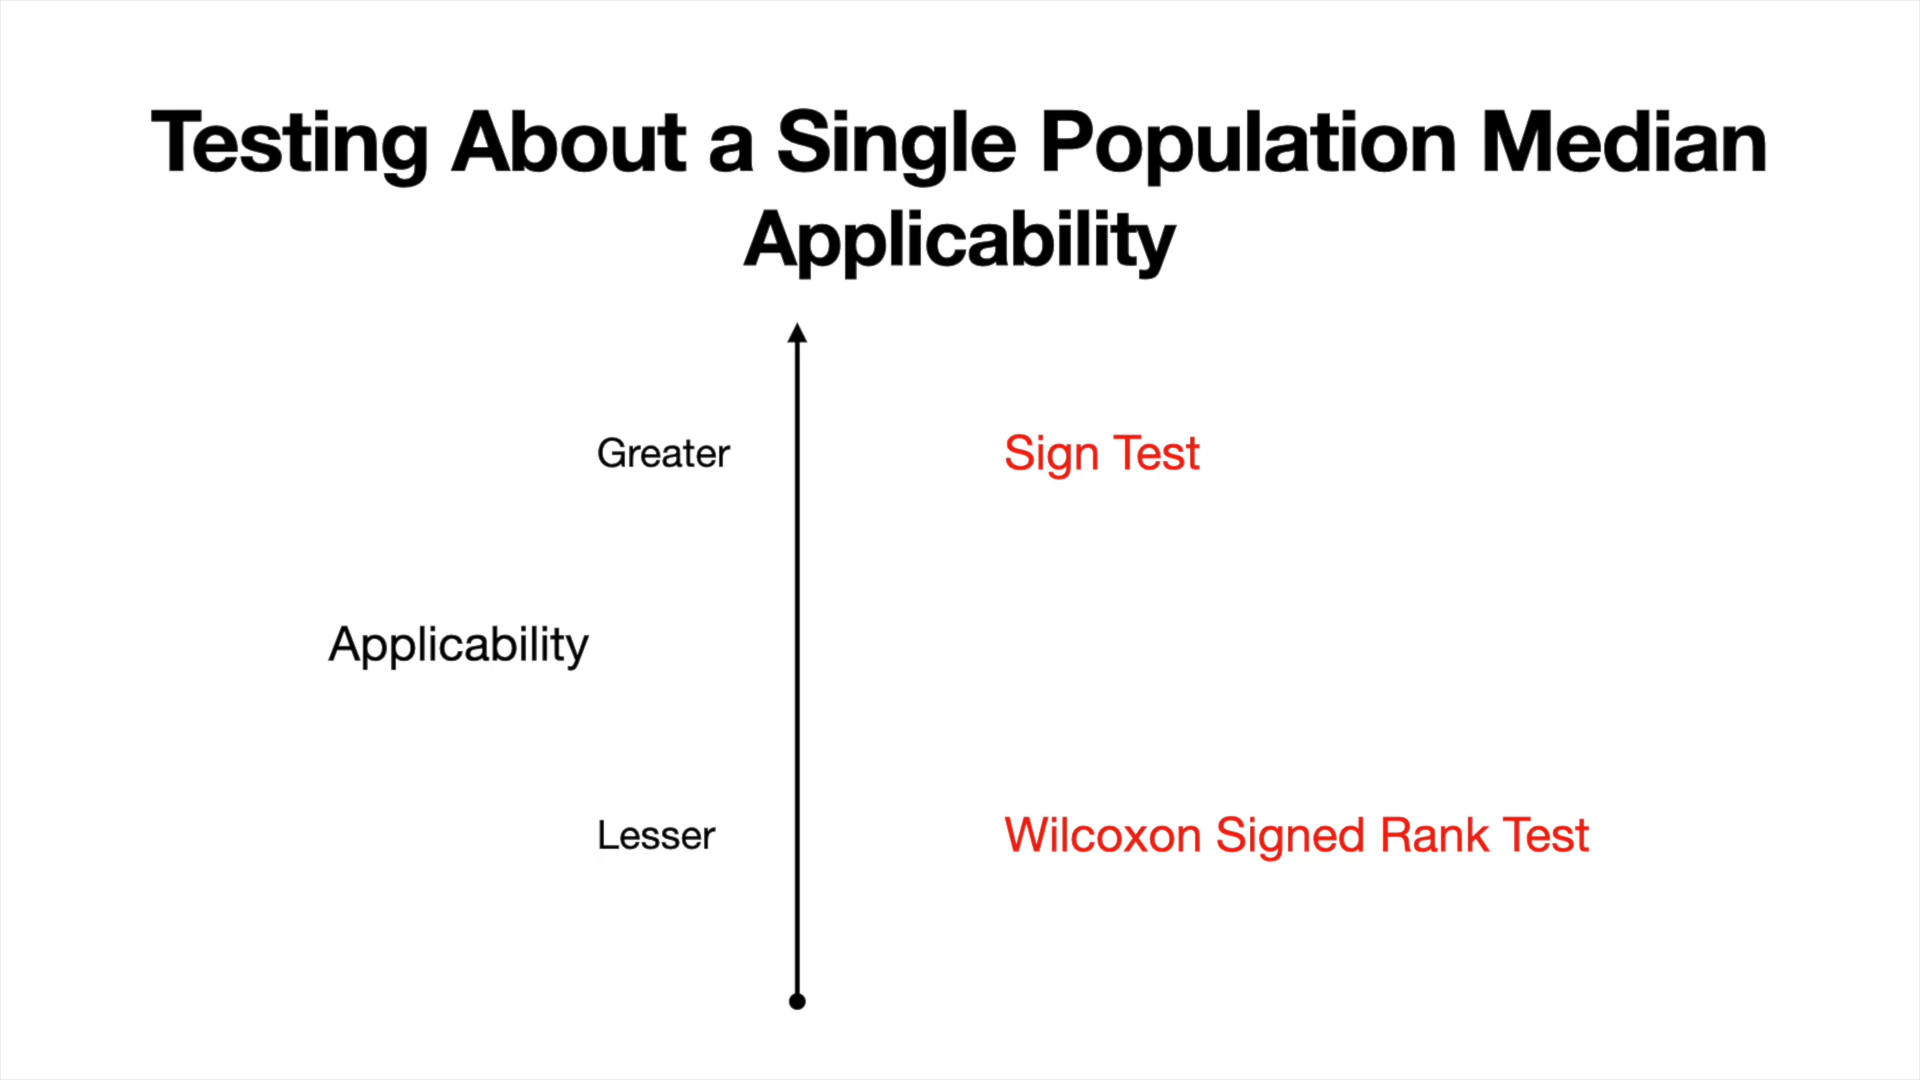 Testing About a Single Population Median
Applicability
Greater
Sign Test
Applicability
Lesser
Wilcoxon Signed Rank Test